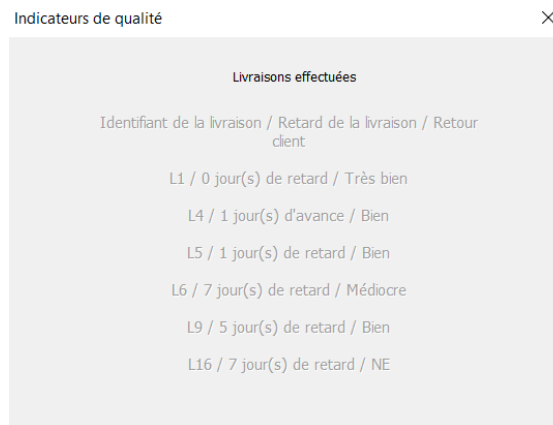 Indicateurs de qualité
Livraisons effectuées
Identifiant de la livraison / Retard de la livraison / Retour
client
L1 / 0 jour(s) de retard / Très bien
L4 / 1 jour(s) d'avance / Bien
L5 / 1 jour(s) de retard / Bien
L6 / 7 jour(s) de retard / Médiocre
L9 / 5 jour(s) de retard / Bien
L16 / 7 jour(s) de retard / NE